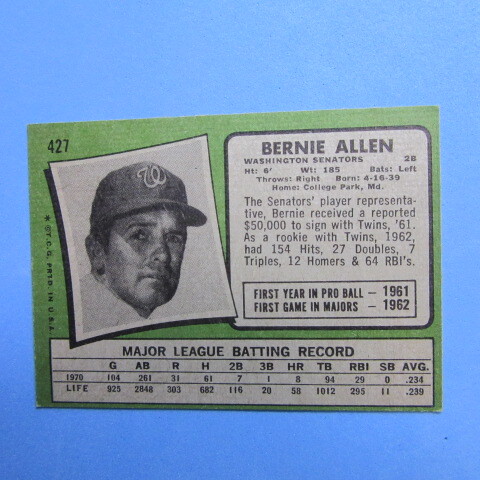 427
BERNIE ALLEN
WASHINGTON SENATORS 2B
Ht: 6' Wt: 185 Bats: Left
Throws: Right Born: 4-16-39
Home: College Park, Md.
The Senators' player representa-
tive, Bernie received a reported
$50,000 to sign with Twins, '61.
As a rookie with Twins, 1962,
had 154 Hits, 27 Doubles, 7
Triples, 12 Homers & 64 RBI's.
FIRST YEAR IN PRO BALL — 1961
FIRST GAME IN MAJORS — 1962
W
★ ©T.C.G. PRTD. IN U.S.A.
MAJOR LEAGUE BATTING RECORD
G AB R H 2B 3B HR TB RBI SB AVG.
1970 104 261 31 61 7 1 8 94 29 0 .234
LIFE 925 2848 303 682 116 20 58 1012 295 11 .239